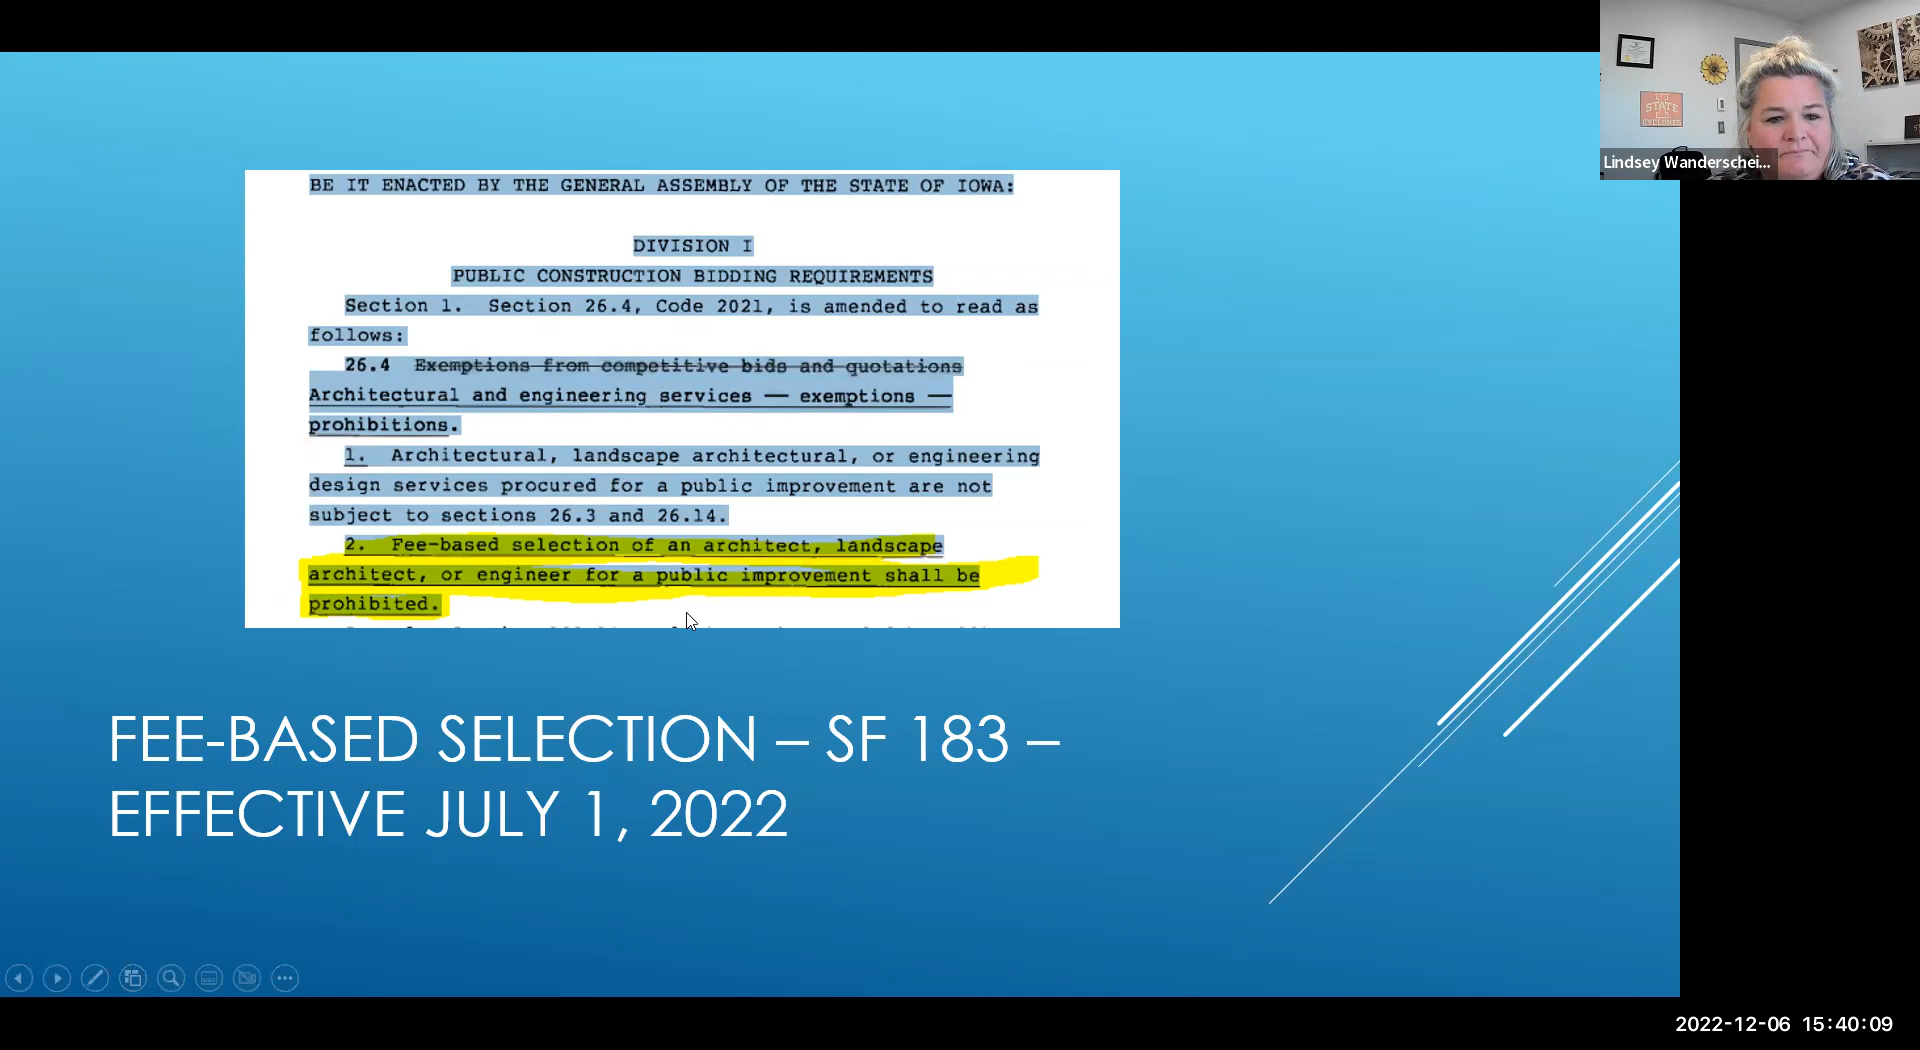 BE IT ENACTED BY THE GENERAL ASSEMBLY OF THE STATE OF IOWA:
DIVISION I
PUBLIC CONSTRUCTION BIDDING REQUIREMENTS
Section 1. Section 26.4, Code 2021, is amended to read as
follows:
26.4 Exemptions from competitive bids and quotations
Architectural and engineering services — exemptions —
prohibitions.
1. Architectural, landscape architectural, or engineering
design services procured for a public improvement are not
subject to sections 26.3 and 26.14.
2. Fee-based selection of an architect, landscape
architect, or engineer for a public improvement shall be
prohibited.
FEE-BASED SELECTION – SF 183 –
EFFECTIVE JULY 1, 2022
STATE
CYCLONES
Lindsey Wanderschei...
2022-12-06 15:40:09